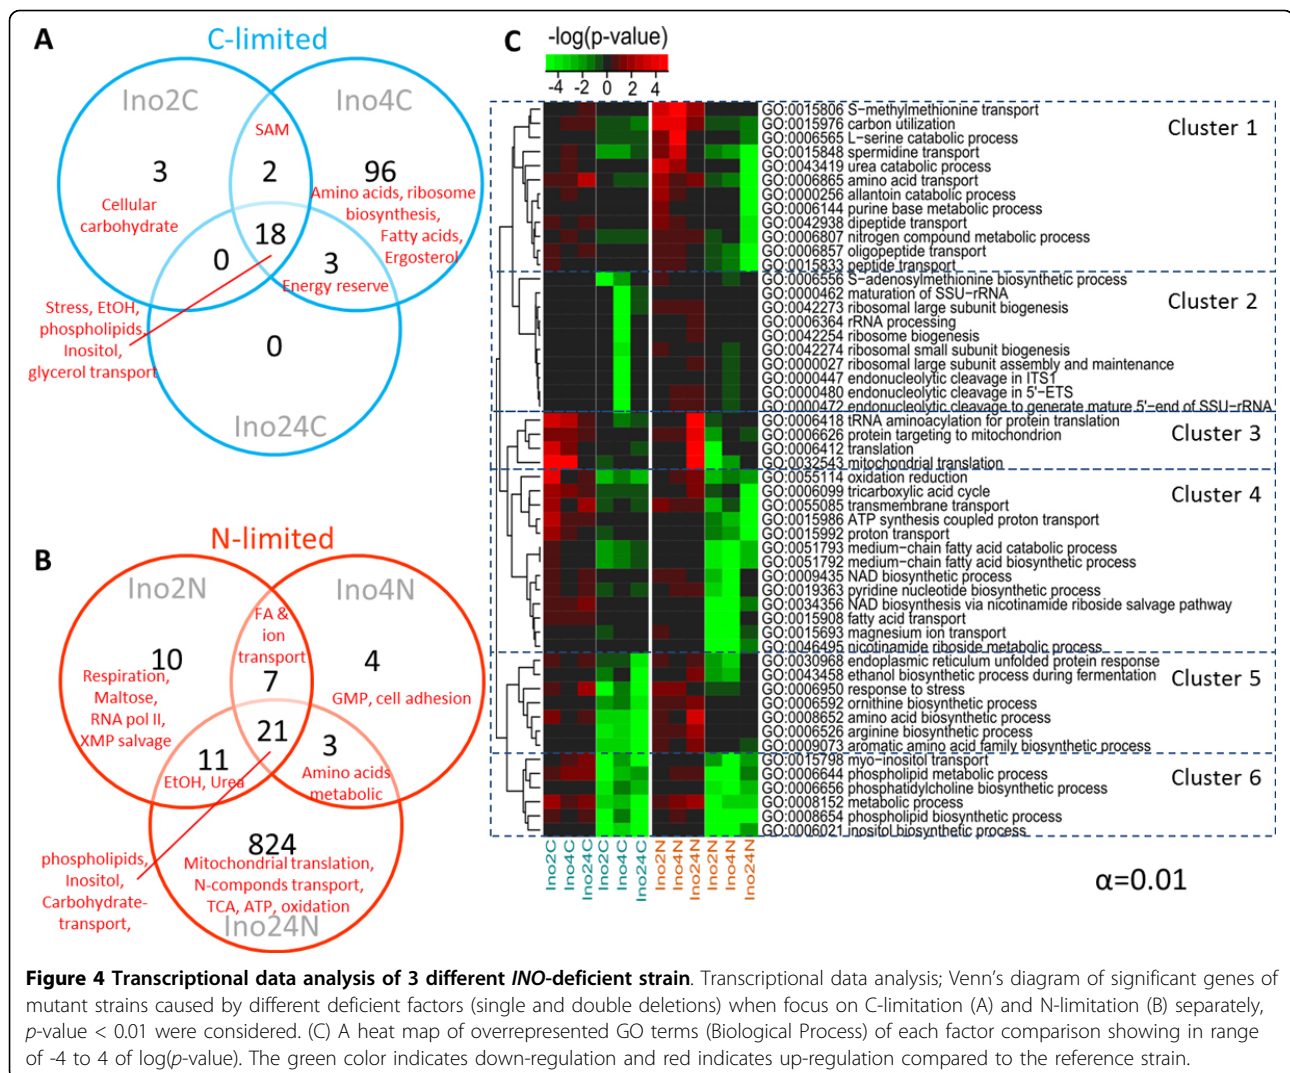 A
C-limited
Ino2C
Ino4C
SAM
3
2
96
Cellular
carbohydrate
Amino acids, ribosome
biosynthesis,
Fatty acids,
Ergosterol
18
0
3
Energy reserve
Stress, EtOH,
phospholipids,
Inositol,
glycerol transport
0
Ino24C
B
N-limited
Ino2N
Ino4N
FA &
ion
transport
10
7
4
Respiration,
Maltose,
RNA pol II,
XMP salvage
GMP, cell adhesion
21
11
3
EtOH, Urea
Amino acids
metabolic
824
phospholipids,
Inositol,
Carbohydrate-
transport,
Mitochondrial translation,
N-componds transport,
TCA, ATP, oxidation
Ino24N
C
-log(p-value)
-4 -2 0 2 4
GO:0015806 S-methylmethionine transport
GO:0015976 carbon utilization
GO:0006565 L-serine catabolic process
GO:0015848 spermidine transport
GO:0043419 urea catabolic process
GO:0006865 amino acid transport
GO:0000256 allantoin catabolic process
GO:0006144 purine base metabolic process
GO:0042938 dipeptide transport
GO:0006807 nitrogen compound metabolic process
GO:0006857 oligopeptide transport
GO:0015833 peptide transport
Cluster 1
GO:0006556 S-adenosylmethionine biosynthetic process
GO:0000462 maturation of SSU-rRNA
GO:0042273 ribosomal large subunit biogenesis
GO:0006364 rRNA processing
GO:0042254 ribosome biogenesis
GO:0042274 ribosomal small subunit biogenesis
GO:0000027 ribosomal large subunit assembly and maintenance
GO:0000447 endonucleolytic cleavage in ITS1
GO:0000480 endonucleolytic cleavage in 5'-ETS
GO:0000472 endonucleolytic cleavage to generate mature 5'-end of SSU-rRNA
Cluster 2
GO:0006418 tRNA aminoacylation for protein translation
GO:0006626 protein targeting to mitochondrion
GO:0006412 translation
GO:0032543 mitochondrial translation
Cluster 3
GO:0055114 oxidation reduction
GO:0006099 tricarboxylic acid cycle
GO:0055085 transmembrane transport
GO:0015986 ATP synthesis coupled proton transport
GO:0015992 proton transport
GO:0051793 medium-chain fatty acid catabolic process
GO:0051792 medium-chain fatty acid biosynthetic process
GO:0009435 NAD biosynthetic process
GO:0019363 pyridine nucleotide biosynthetic process
GO:0034356 NAD biosynthesis via nicotinamide riboside salvage pathway
GO:0015908 fatty acid transport
GO:0015693 magnesium ion transport
GO:0046495 nicotinamide riboside metabolic process
Cluster 4
GO:0030968 endoplasmic reticulum unfolded protein response
GO:0043458 ethanol biosynthetic process during fermentation
GO:0006950 response to stress
GO:0006592 ornithine biosynthetic process
GO:0008652 amino acid biosynthetic process
GO:0006526 arginine biosynthetic process
GO:0009073 aromatic amino acid family biosynthetic process
Cluster 5
GO:0015798 myo-inositol transport
GO:0006644 phospholipid metabolic process
GO:0006656 phosphatidylcholine biosynthetic process
GO:0008152 metabolic process
GO:0008654 phospholipid biosynthetic process
GO:0006021 inositol biosynthetic process
Cluster 6
Ino2C Ino4C Ino24C Ino2C Ino4C Ino24C Ino2N Ino4N Ino24N Ino2N Ino4N Ino24N
α=0.01
Figure 4 Transcriptional data analysis of 3 different INO-deficient strain. Transcriptional data analysis; Venn's diagram of significant genes of
mutant strains caused by different deficient factors (single and double deletions) when focus on C-limitation (A) and N-limitation (B) separately,
p-value < 0.01 were considered. (C) A heat map of overrepresented GO terms (Biological Process) of each factor comparison showing in range
of -4 to 4 of log(p-value). The green color indicates down-regulation and red indicates up-regulation compared to the reference strain.